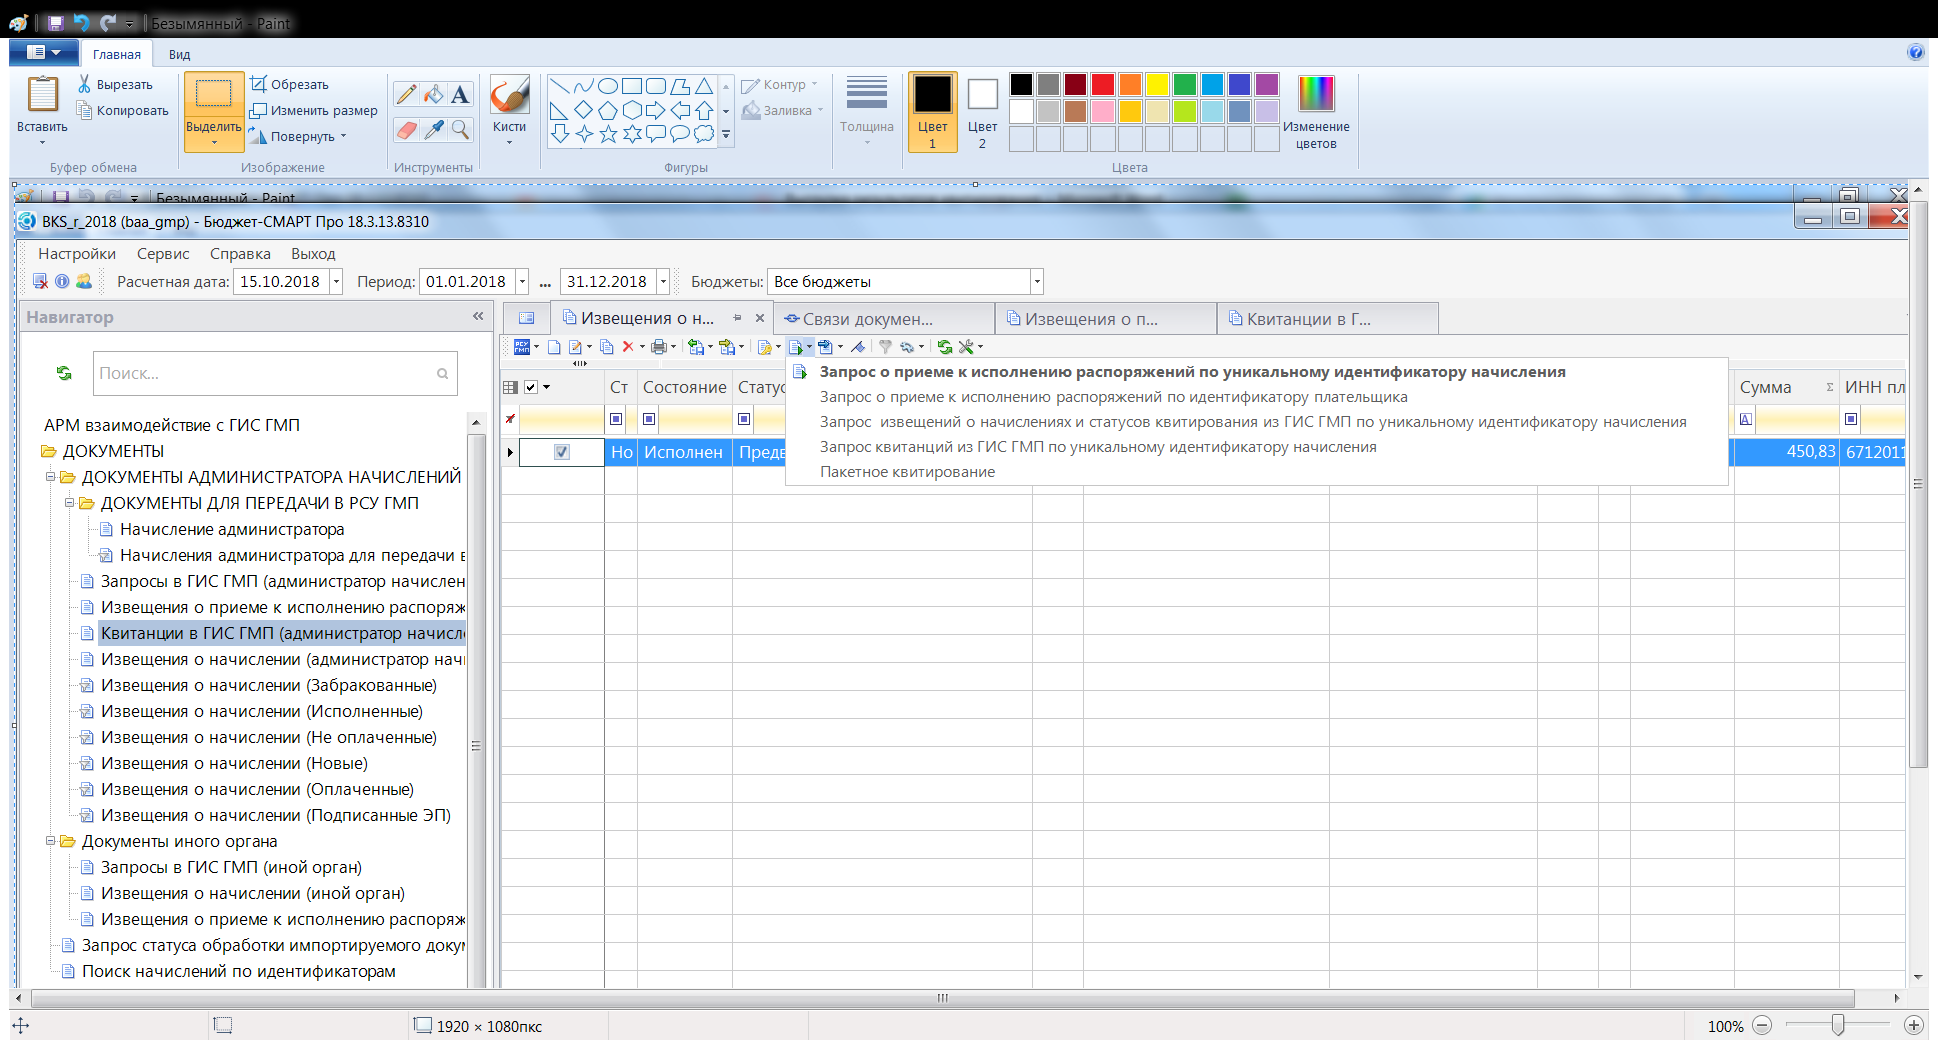 Безымянный - Paint
Главная
Вид
Вставить
Вырезать
Копировать
Буфер обмена
Выделить
Обрезать
Изменить размер
Повернуть
Изображение
Инструменты
Кисти
Контур
Заливка
Фигуры
Толщина
Цвет 1
Цвет 2
Изменение цветов
Цвета
Безымянный - Paint
BKS_r_2018 (baa_gmp) - Бюджет-СМАРТ Про 18.3.13.8310
Настройки Сервис Справка Выход
Расчетная дата: 15.10.2018 Период: 01.01.2018 ... 31.12.2018 Бюджеты: Все бюджеты
Навигатор
Извещения о н...
Связи докумен...
Извещения о п...
Квитанции в Г...
РСУ ГМП
Поиск...
Ст Состояние Статус
Сумма Σ ИНН пл
Запрос о приеме к исполнению распоряжений по уникальному идентификатору начисления
Запрос о приеме к исполнению распоряжений по идентификатору плательщика
Запрос извещений о начислениях и статусов квитирования из ГИС ГМП по уникальному идентификатору начисления
Запрос квитанций из ГИС ГМП по уникальному идентификатору начисления
Пакетное квитирование
Но Исполнен Предв 450,83 6712011
АРМ взаимодействие с ГИС ГМП
ДОКУМЕНТЫ
ДОКУМЕНТЫ АДМИНИСТРАТОРА НАЧИСЛЕНИЙ
ДОКУМЕНТЫ ДЛЯ ПЕРЕДАЧИ В РСУ ГМП
Начисление администратора
Начисления администратора для передачи в
Запросы в ГИС ГМП (администратор начислен
Извещения о приеме к исполнению распоряж
Квитанции в ГИС ГМП (администратор начисл
Извещения о начислении (администратор нач
Извещения о начислении (Забракованные)
Извещения о начислении (Исполненные)
Извещения о начислении (Не оплаченные)
Извещения о начислении (Новые)
Извещения о начислении (Оплаченные)
Извещения о начислении (Подписанные ЭП)
Документы иного органа
Запросы в ГИС ГМП (иной орган)
Извещения о начислении (иной орган)
Извещения о приеме к исполнению распоряж
Запрос статуса обработки импортируемого доку
Поиск начислений по идентификаторам
1920 × 1080пкс
100%